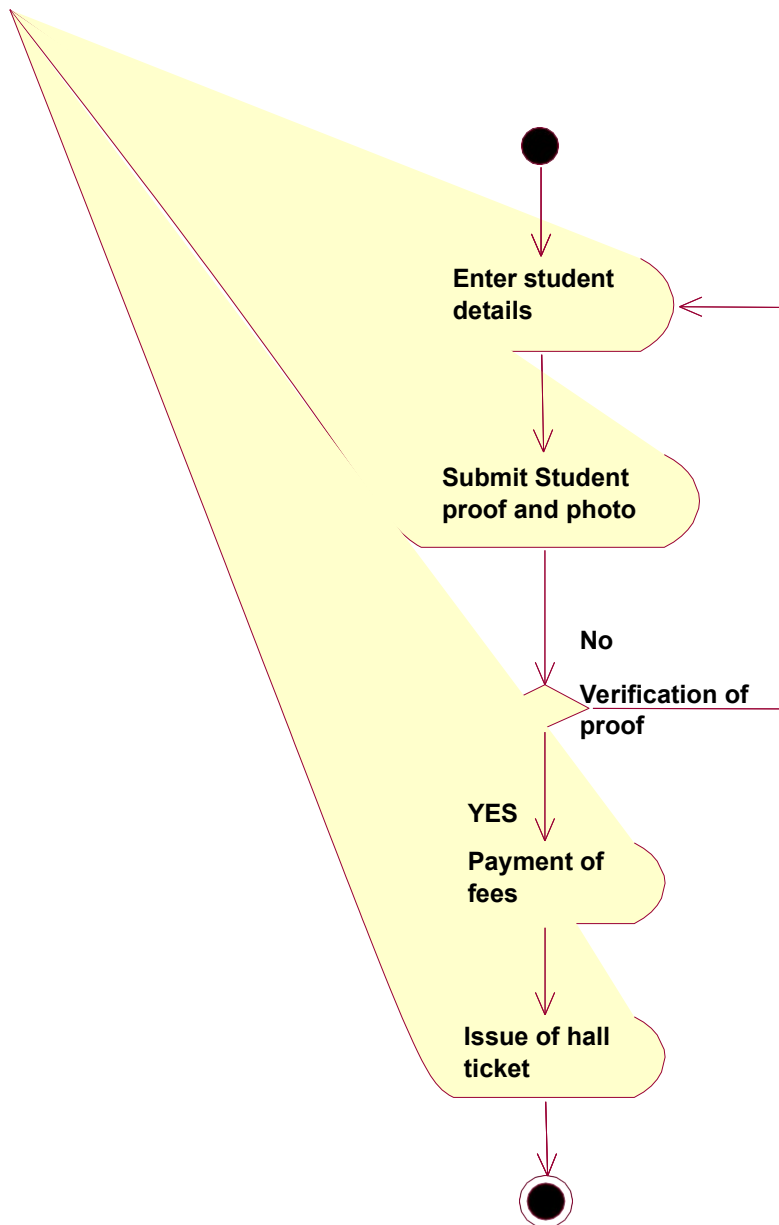 Enter student
details
Submit Student
proof and photo
No
Verification of
proof
YES
Payment of
fees
Issue of hall
ticket